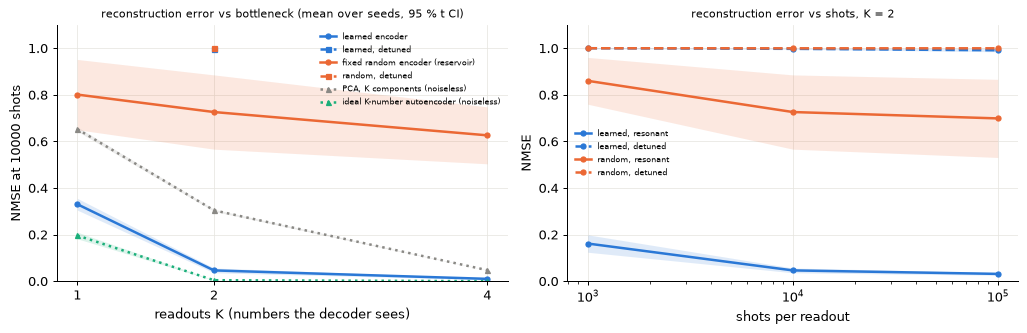 reconstruction error vs bottleneck (mean over seeds, 95 % t CI)
NMSE at 10000 shots
1.0
0.8
0.6
0.4
0.2
0.0
learned encoder
learned, detuned
fixed random encoder (reservoir)
random, detuned
PCA, K components (noiseless)
ideal K-number autoencoder (noiseless)
1
2
4
readouts K (numbers the decoder sees)
reconstruction error vs shots, K = 2
NMSE
1.0
0.8
0.6
0.4
0.2
0.0
learned, resonant
learned, detuned
random, resonant
random, detuned
10³
10⁴
10⁵
shots per readout